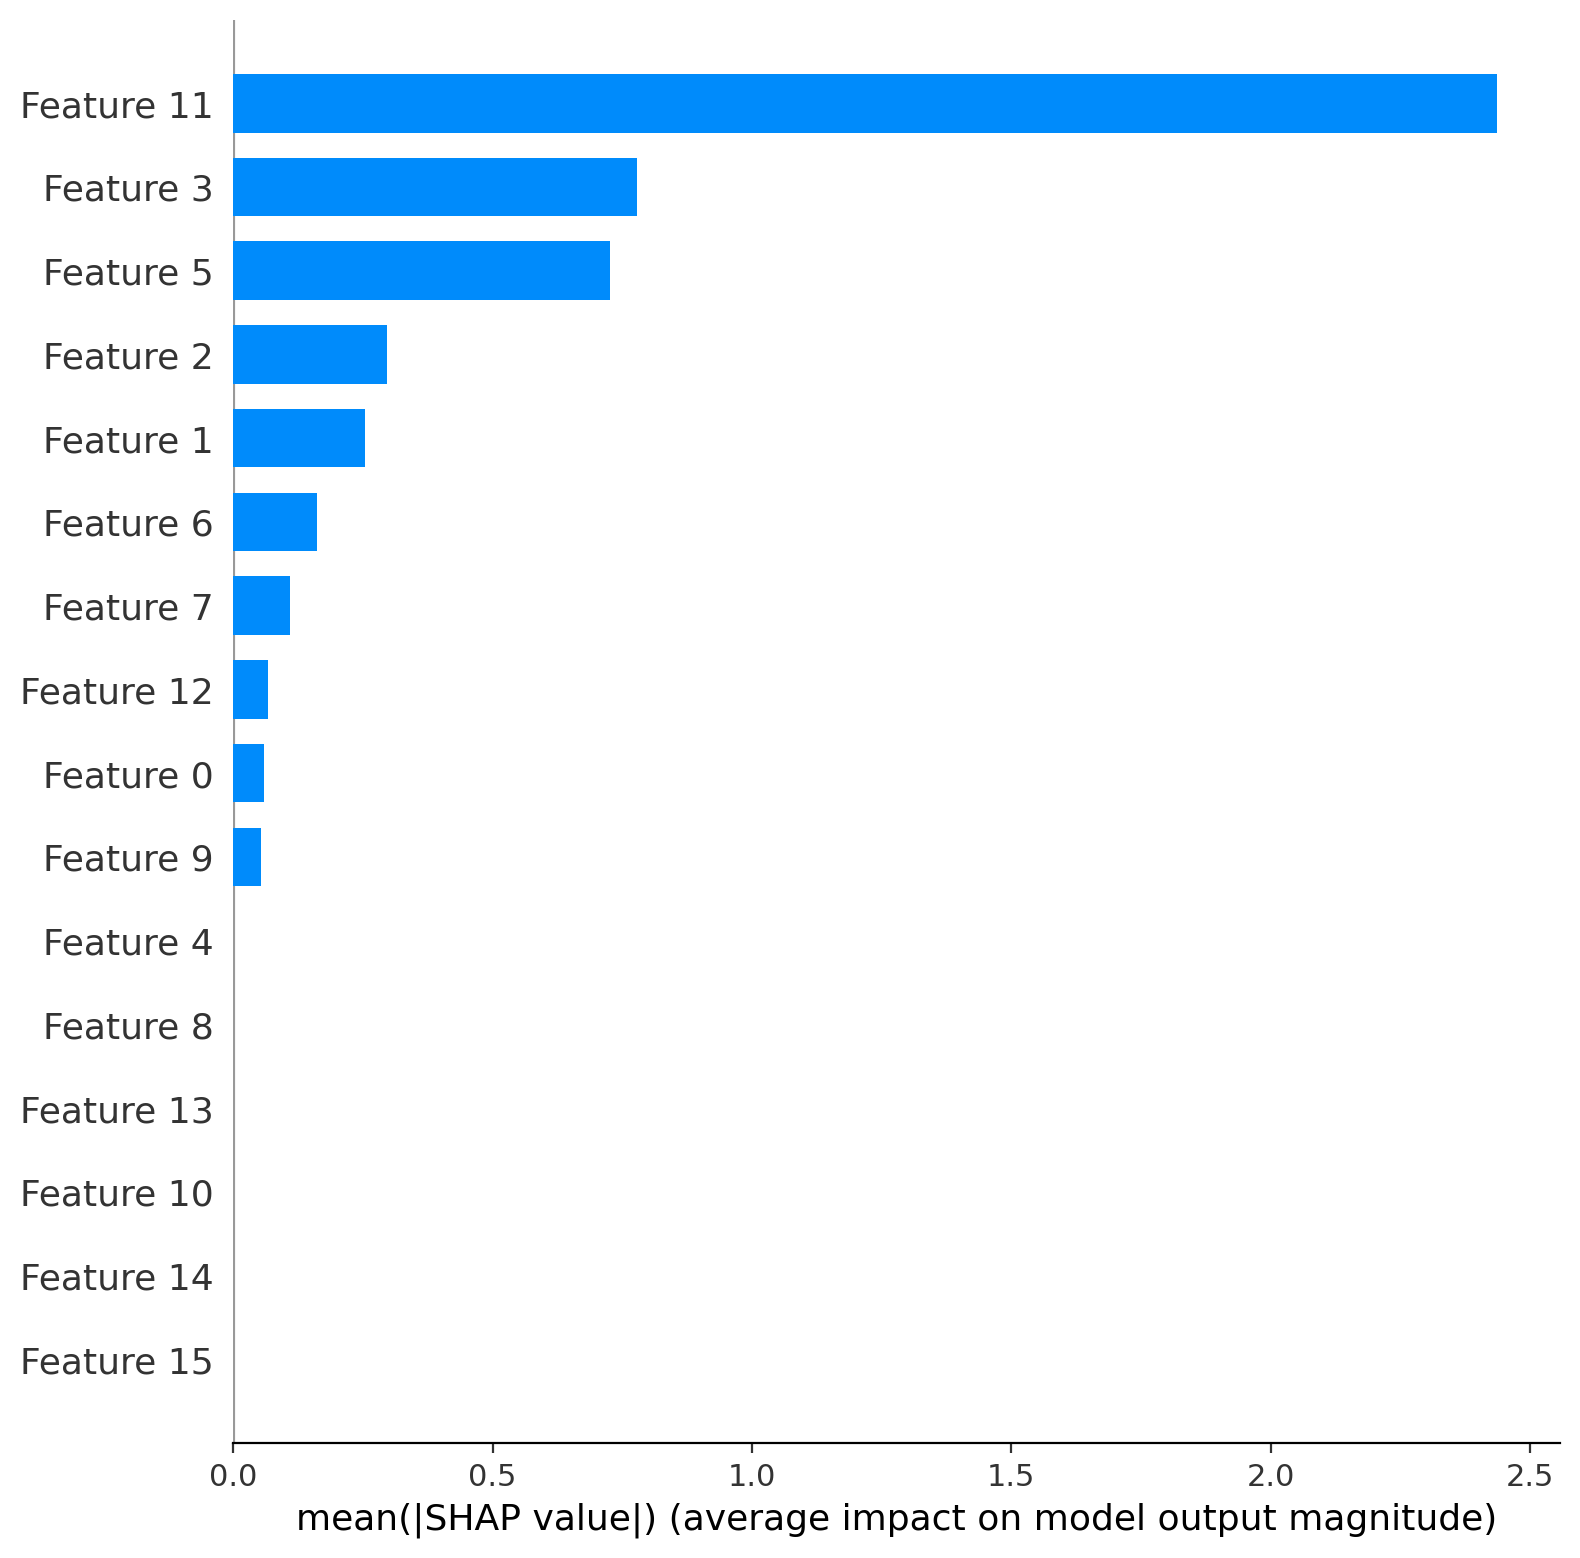 Feature 11
Feature 3
Feature 5
Feature 2
Feature 1
Feature 6
Feature 7
Feature 12
Feature 0
Feature 9
Feature 4
Feature 8
Feature 13
Feature 10
Feature 14
Feature 15
0.0 0.5 1.0 1.5 2.0 2.5
mean(|SHAP value|) (average impact on model output magnitude)